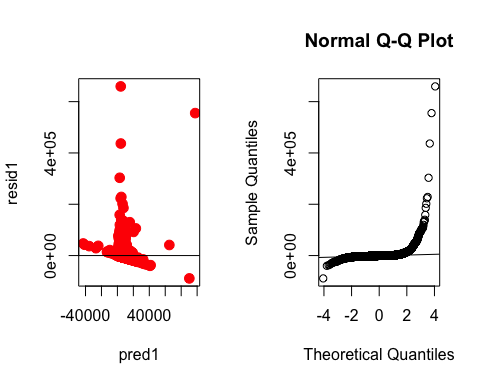 resid1
0e+00
4e+05
-40000
40000
pred1
Normal Q-Q Plot
Sample Quantiles
0e+00
4e+05
-4
-2
0
2
4
Theoretical Quantiles